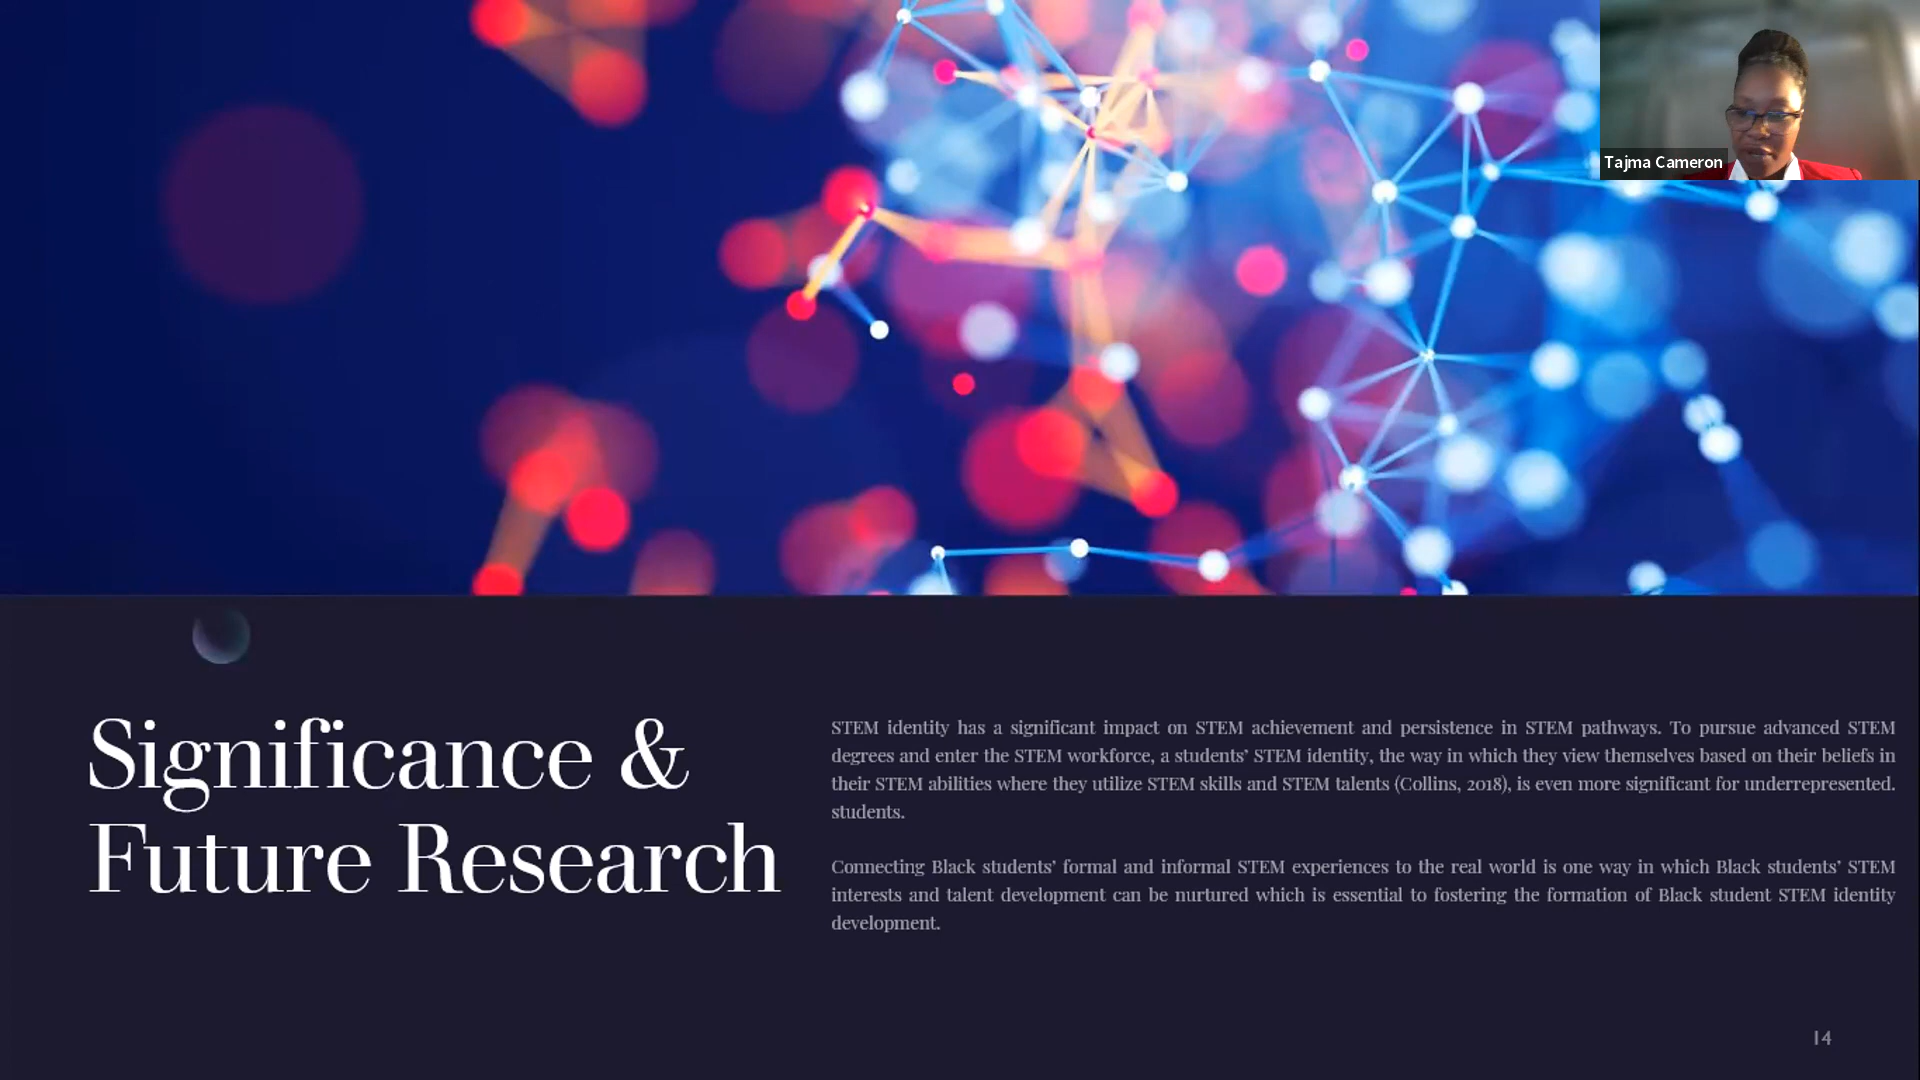 Tajma Cameron
Significance &
Future Research
STEM identity has a significant impact on STEM achievement and persistence in STEM pathways. To pursue advanced STEM
degrees and enter the STEM workforce, a students’ STEM identity, the way in which they view themselves based on their beliefs in
their STEM abilities where they utilize STEM skills and STEM talents (Collins, 2018), is even more significant for underrepresented.
students.
Connecting Black students’ formal and informal STEM experiences to the real world is one way in which Black students’ STEM
interests and talent development can be nurtured which is essential to fostering the formation of Black student STEM identity
development.
14